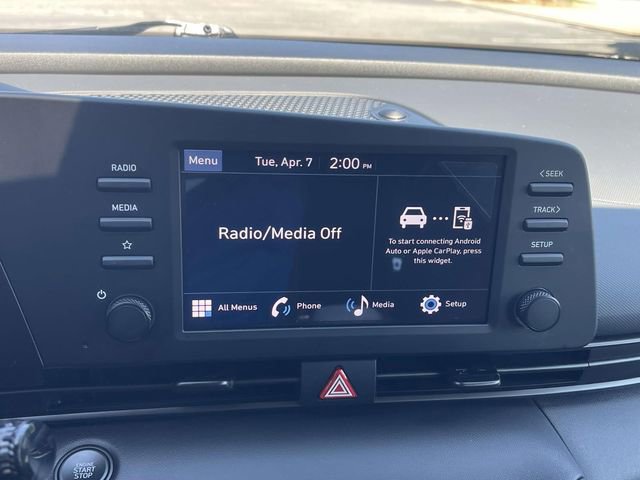 RADIO
MEDIA
Menu
Tue, Apr. 7
2:00 PM
Radio/Media Off
To start connecting Android
Auto or Apple CarPlay, press
this widget.
All Menus
Phone
Media
Setup
< SEEK
TRACK >
SETUP
ENGINE
START
STOP